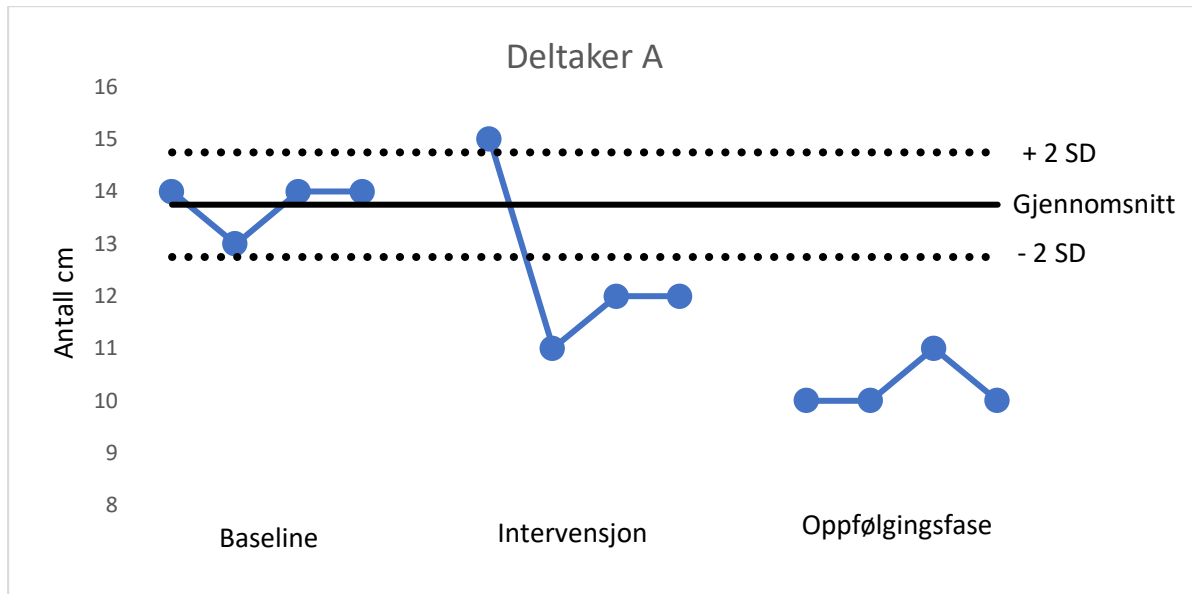 Deltaker A
16
15
14
13
12
11
10
9
8
Antall cm
+ 2 SD
Gjennomsnitt
- 2 SD
Baseline
Intervensjon
Oppfølgingsfase